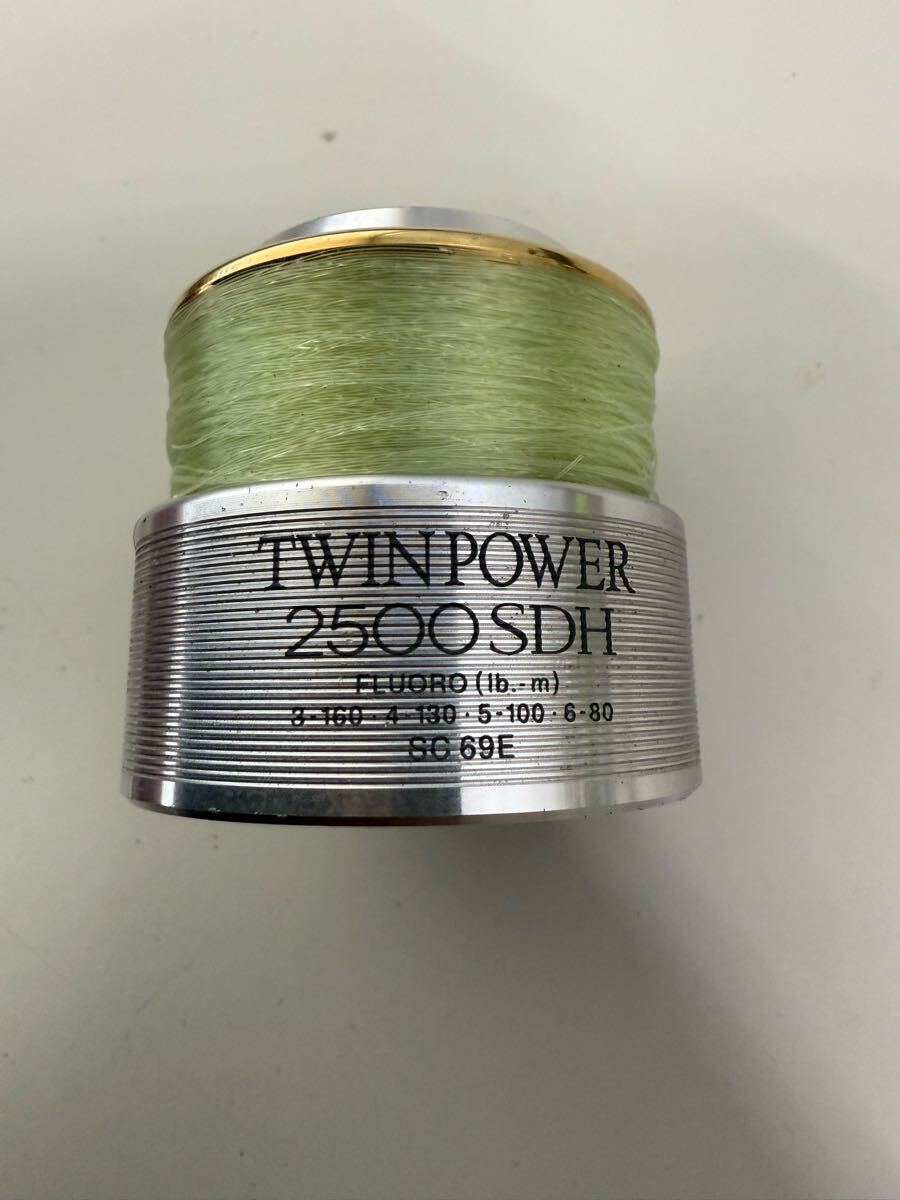 TWINPOWER
2500SDH
FLUORO (lb.-m)
3-160・4-130・5-100・6-80
SC 69E